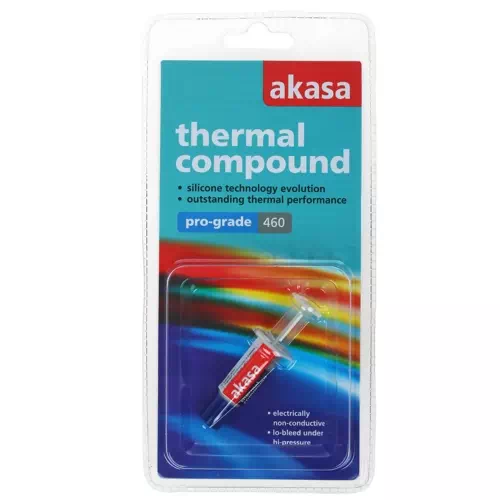 akasa
thermal
compound
• silicone technology evolution
• outstanding thermal performance
pro-grade 460
akasa
• electrically
non-conductive
• lo-bleed under
hi-pressure